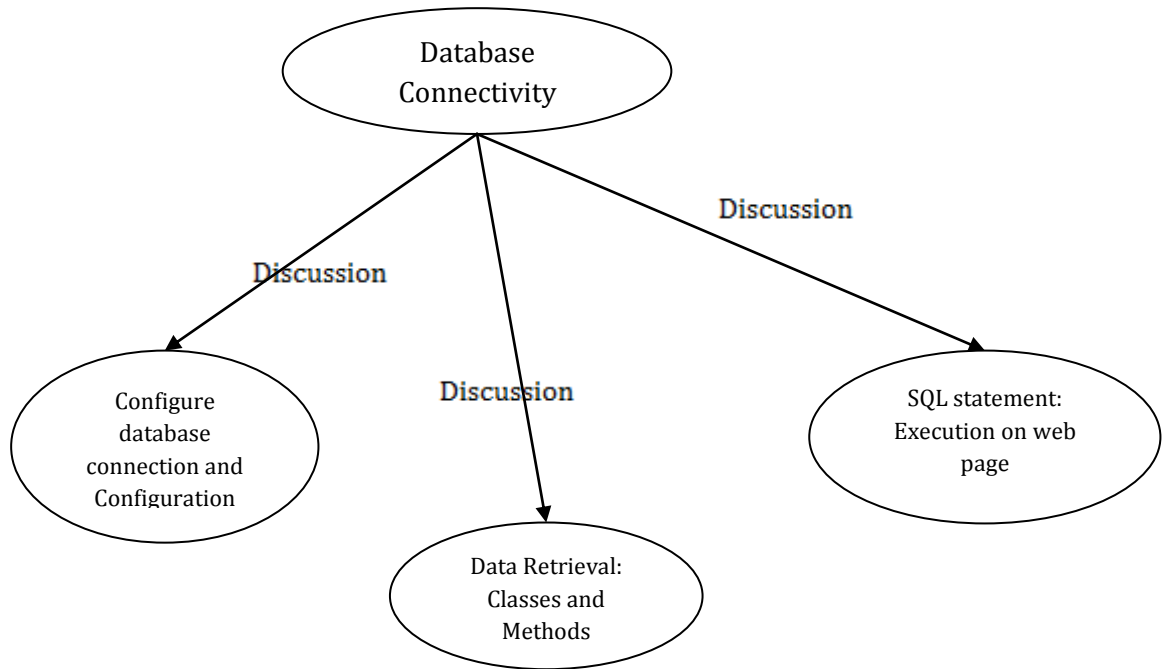 Database
Connectivity
Discussion
Discussion
Discussion
Configure
database
connection and
Configuration
SQL statement:
Execution on web
page
Data Retrieval:
Classes and
Methods